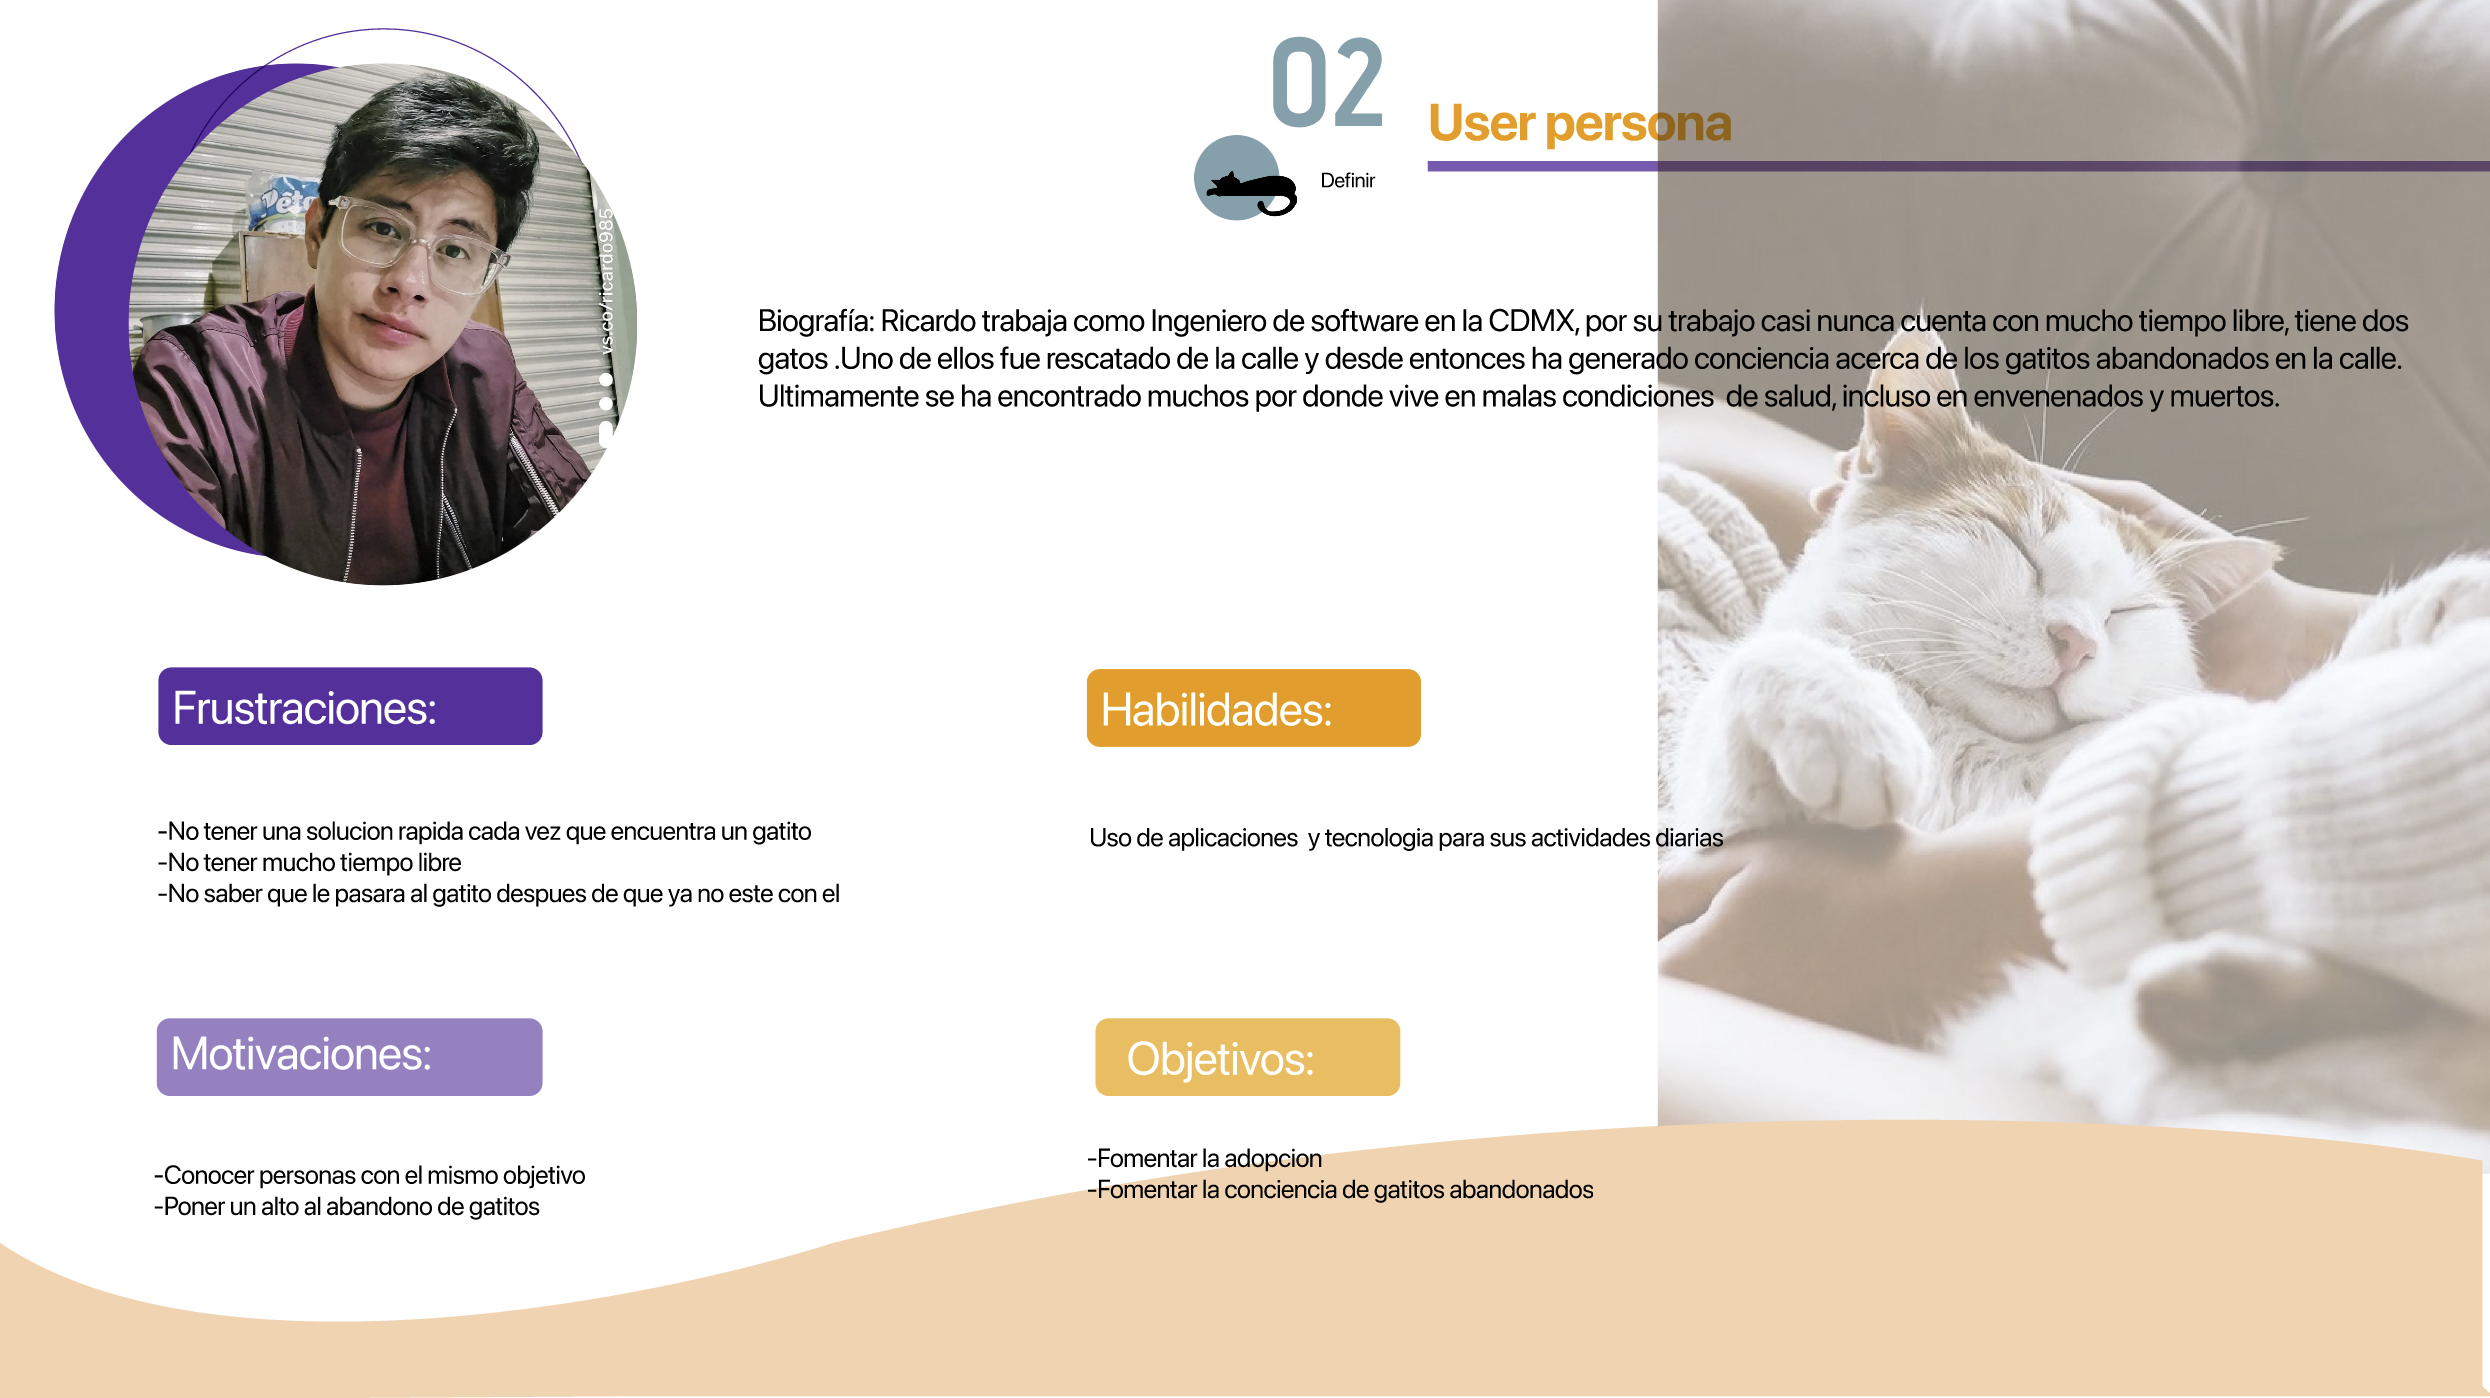 02
User persona
Definir
Peta
vs.co/ricardo985
Biografía: Ricardo trabaja como Ingeniero de software en la CDMX, por su trabajo casi nunca cuenta con mucho tiempo libre, tiene dos
gatos .Uno de ellos fue rescatado de la calle y desde entonces ha generado conciencia acerca de los gatitos abandonados en la calle.
Ultimamente se ha encontrado muchos por donde vive en malas condiciones  de salud, incluso en envenenados y muertos.
Frustraciones:
-No tener una solucion rapida cada vez que encuentra un gatito
-No tener mucho tiempo libre
-No saber que le pasara al gatito despues de que ya no este con el
Habilidades:
Uso de aplicaciones  y tecnologia para sus actividades diarias
Motivaciones:
-Conocer personas con el mismo objetivo
-Poner un alto al abandono de gatitos
Objetivos:
-Fomentar la adopcion
-Fomentar la conciencia de gatitos abandonados